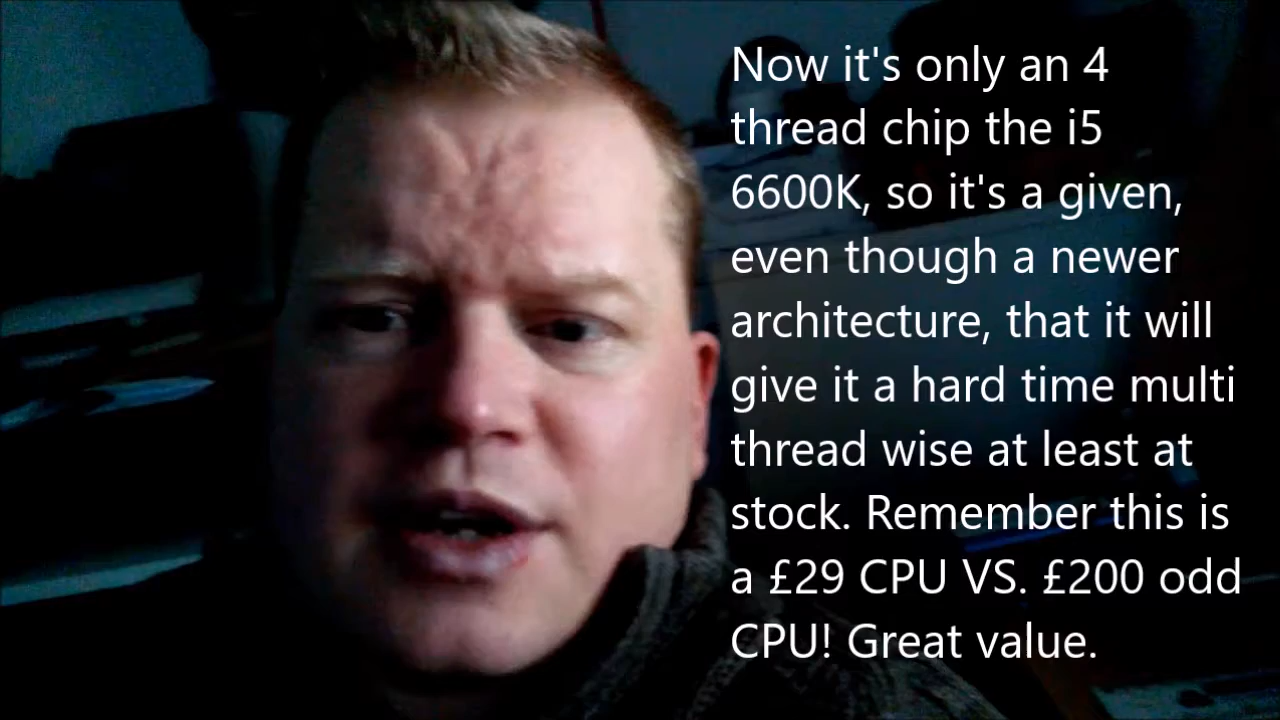 Now it's only an 4
thread chip the i5
6600K, so it's a given,
even though a newer
architecture, that it will
give it a hard time multi
thread wise at least at
stock. Remember this is
a £29 CPU VS. £200 odd
CPU! Great value.